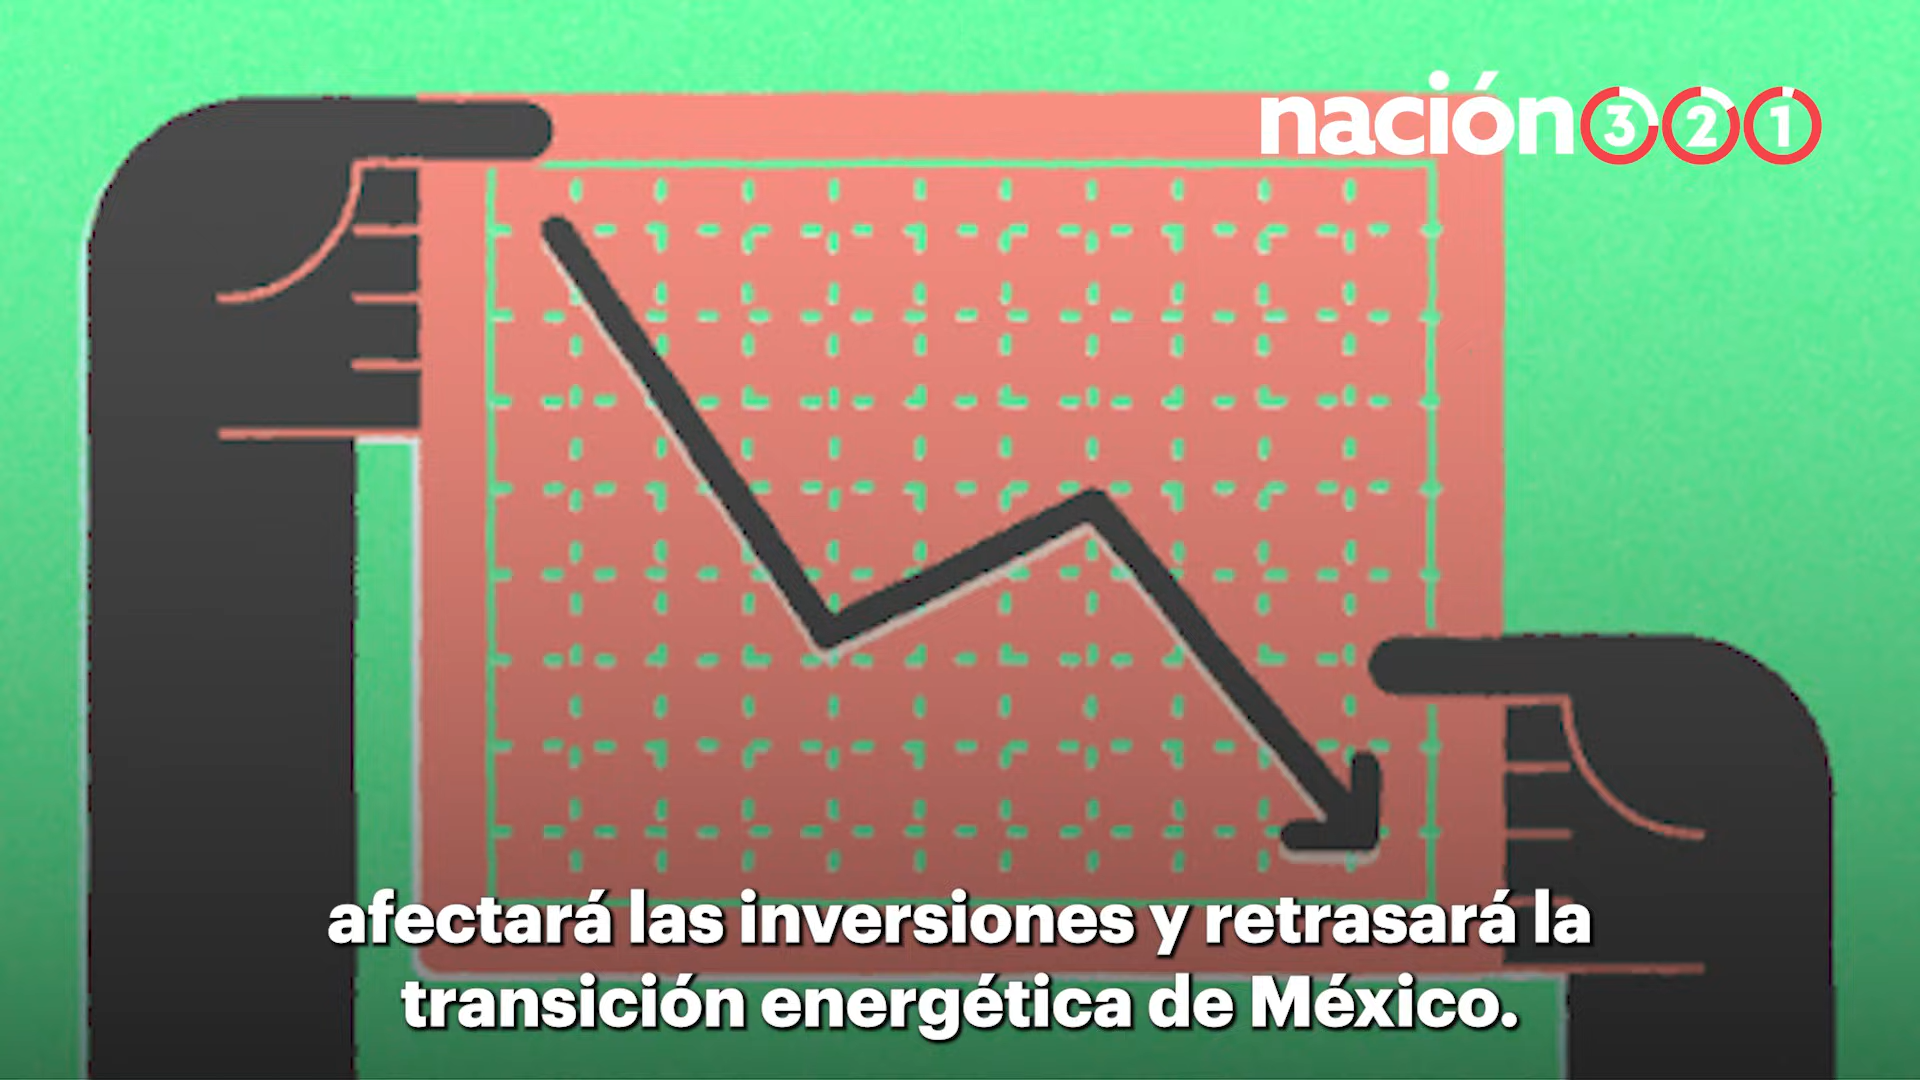 nación321
afectará las inversiones y retrasará la
transición energética de México.